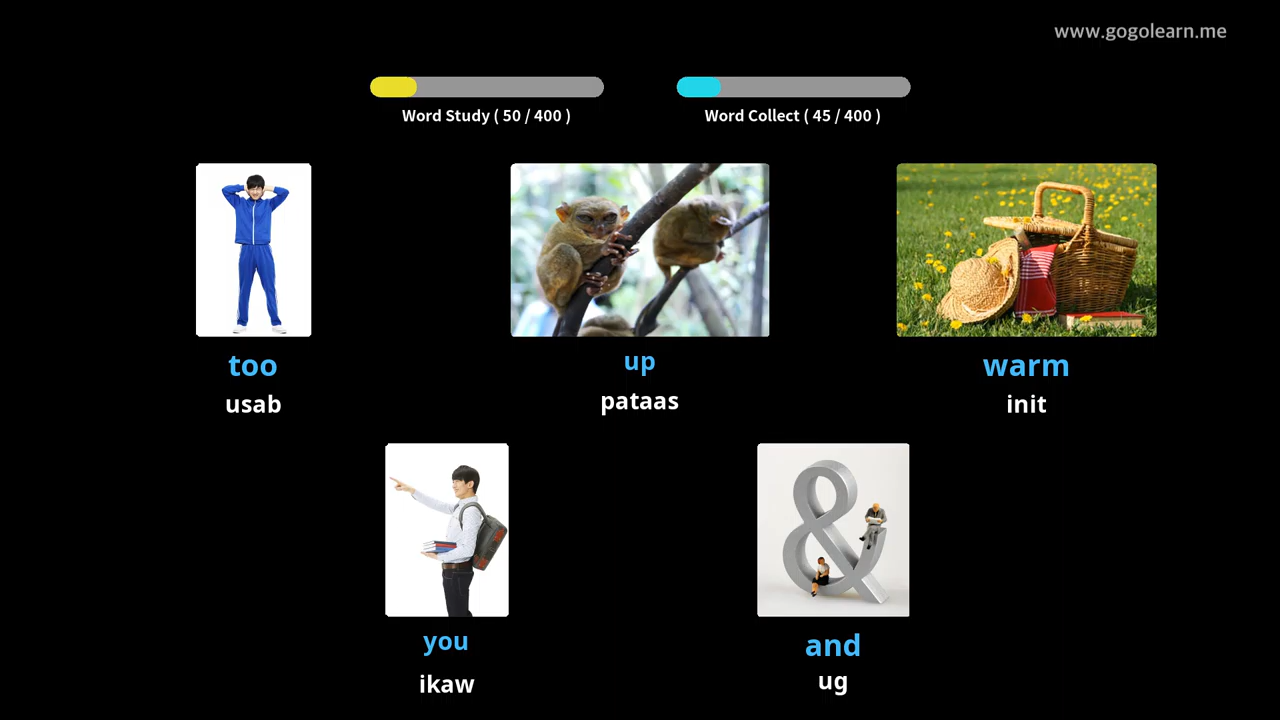 www.gogolearn.me
Word Study ( 50 / 400 )
Word Collect ( 45 / 400 )
too
usab
up
pataas
warm
init
you
ikaw
and
ug